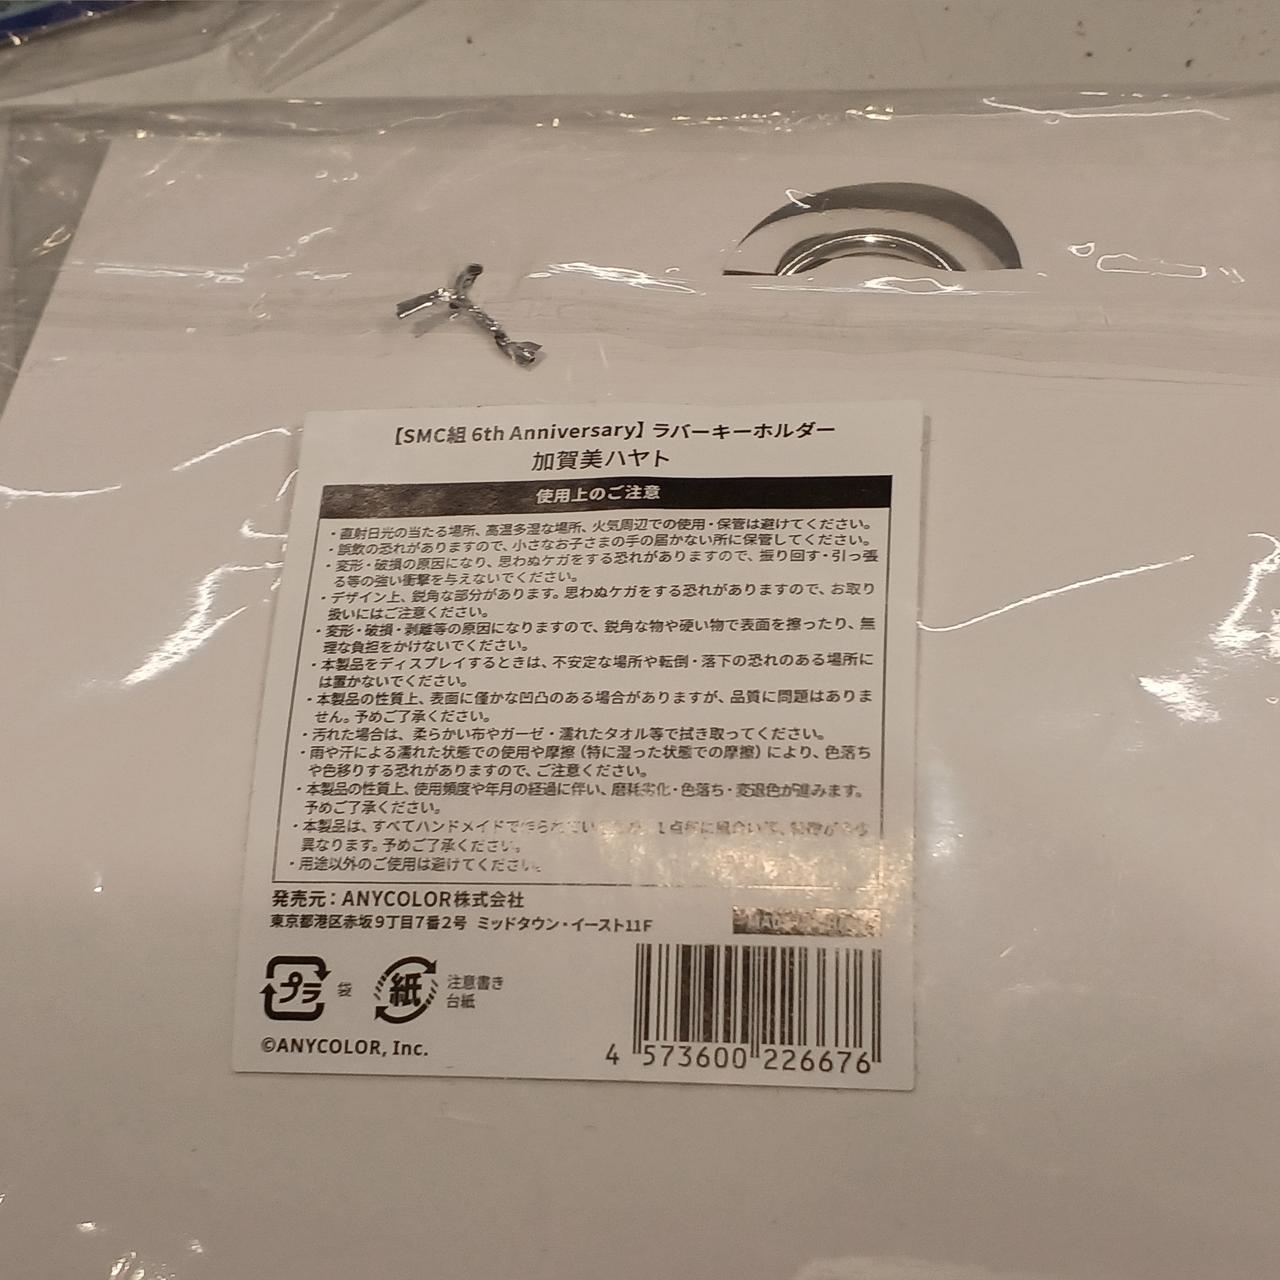 【SMC組 6th Anniversary】ラバーキーホルダー
加賀美ハヤト
使用上のご注意
・直射日光の当たる場所、高温多湿な場所、火気周辺での使用・保管は避けてください。
・誤飲の恐れがありますので、小さなお子さまの手の届かない所に保管してください。
・変形・破損の原因になり、思わぬケガをする恐れがありますので、振り回す・引っ張
る等の強い衝撃を与えないでください。
・デザイン上、鋭角な部分があります。思わぬケガをする恐れがありますので、お取り
扱いにはご注意ください。
・変形・破損・剥離等の原因になりますので、鋭角な物や硬い物で表面を擦ったり、無
理な負担をかけないでください。
・本製品をディスプレイするときは、不安定な場所や転倒・落下の恐れのある場所に
は置かないでください。
・本製品の性質上、表面に僅かな凹凸のある場合がありますが、品質に問題はありま
せん。予めご了承ください。
・汚れた場合は、柔らかい布やガーゼ・濡れたタオル等で拭き取ってください。
・雨や汗による濡れた状態での使用や摩擦（特に湿った状態での摩擦）により、色落ち
や色移りする恐れがありますので、ご注意ください。
・本製品の性質上、使用頻度や年月の経過に伴い、磨耗劣化・色落ち・変退色が進みます。
予めご了承ください。
・本製品は、すべてハンドメイドで作られてい 1点毎に風合い等、特徴が
異なります。予めご了承ください。
・用途以外のご使用は避けてください。
発売元：ANYCOLOR株式会社
東京都港区赤坂9丁目7番2号 ミッドタウン・イースト11F
プラ 袋 紙 注意書き
台紙
©ANYCOLOR, Inc.
4 573600 226676